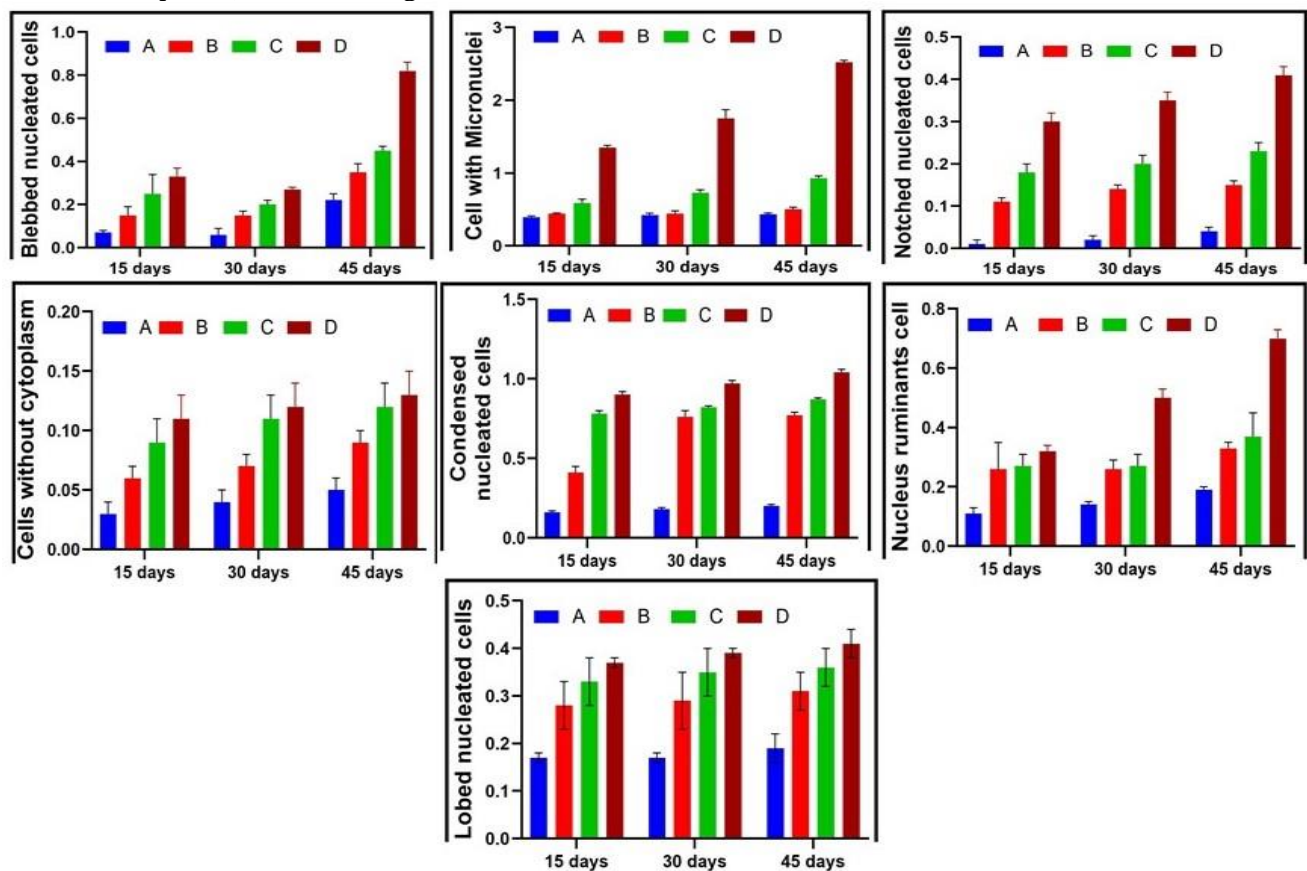 Blebbed nucleated cells
1.0
0.8
0.6
0.4
0.2
0.0
A B C D
15 days 30 days 45 days
Cell with Micronuclei
3
2
1
0
A B C D
15 days 30 days 45 days
Notched nucleated cells
0.5
0.4
0.3
0.2
0.1
0.0
A B C D
15 days 30 days 45 days
Cells without cytoplasm
0.20
0.15
0.10
0.05
0.00
A B C D
15 days 30 days 45 days
Condensed
nucleated cells
1.5
1.0
0.5
0.0
A B C D
15 days 30 days 45 days
Nucleus ruminants cell
0.8
0.6
0.4
0.2
0.0
A B C D
15 days 30 days 45 days
Lobed nucleated cells
0.5
0.4
0.3
0.2
0.1
0.0
A B C D
15 days 30 days 45 days